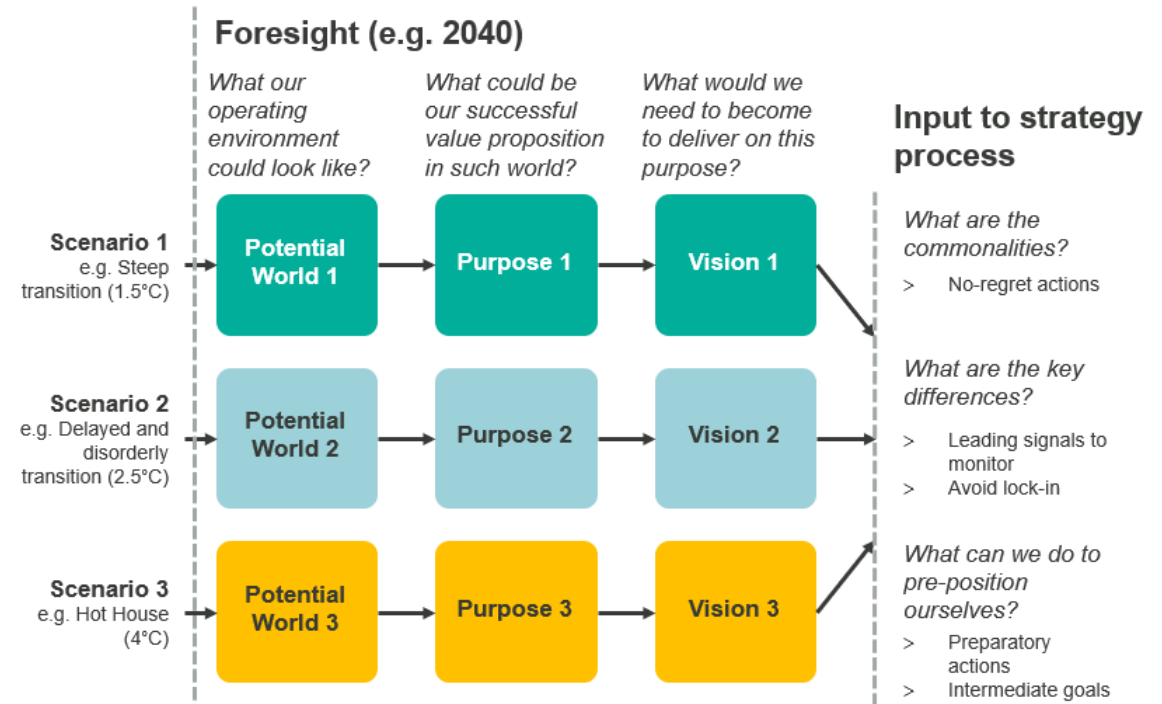 Foresight (e.g. 2040)
What our
operating
environment
could look like?
What could be
our successful
value proposition
in such world?
What would we
need to become
to deliver on this
purpose?
Input to strategy
process
Scenario 1
e.g. Steep
transition (1.5°C)
Potential
World 1
Purpose 1
Vision 1
Scenario 2
e.g. Delayed and
disorderly
transition (2.5°C)
Potential
World 2
Purpose 2
Vision 2
Scenario 3
e.g. Hot House
(4°C)
Potential
World 3
Purpose 3
Vision 3
What are the
commonalities?
> No-regret actions
What are the key
differences?
> Leading signals to
monitor
> Avoid lock-in
What can we do to
pre-position
ourselves?
> Preparatory
actions
> Intermediate goals